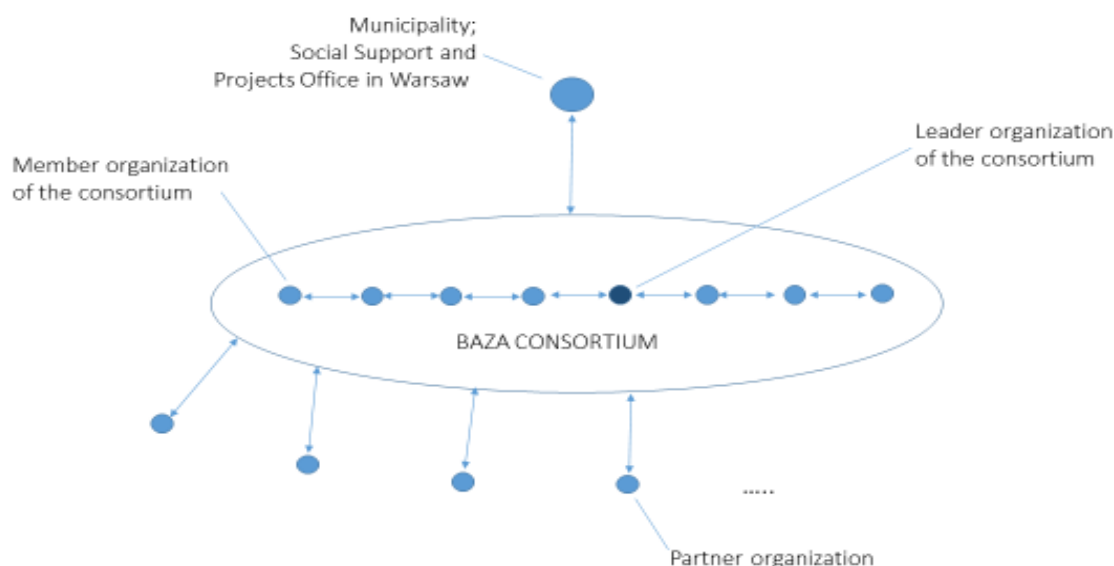 Municipality;
Social Support and
Projects Office in Warsaw
Leader organization
of the consortium
Member organization
of the consortium
BAZA CONSORTIUM
.....
Partner organization